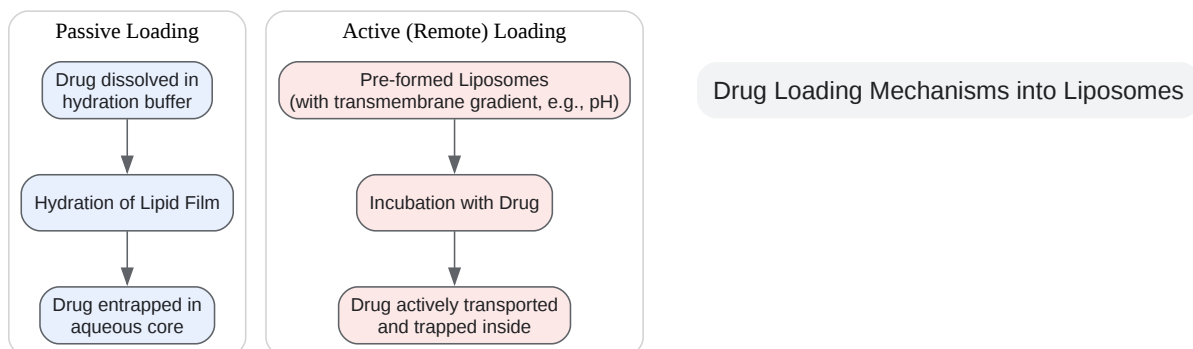 Passive Loading
Drug dissolved in
hydration buffer
Hydration of Lipid Film
Drug entrapped in
aqueous core
Active (Remote) Loading
Pre-formed Liposomes
(with transmembrane gradient, e.g., pH)
Incubation with Drug
Drug actively transported
and trapped inside
Drug Loading Mechanisms into Liposomes